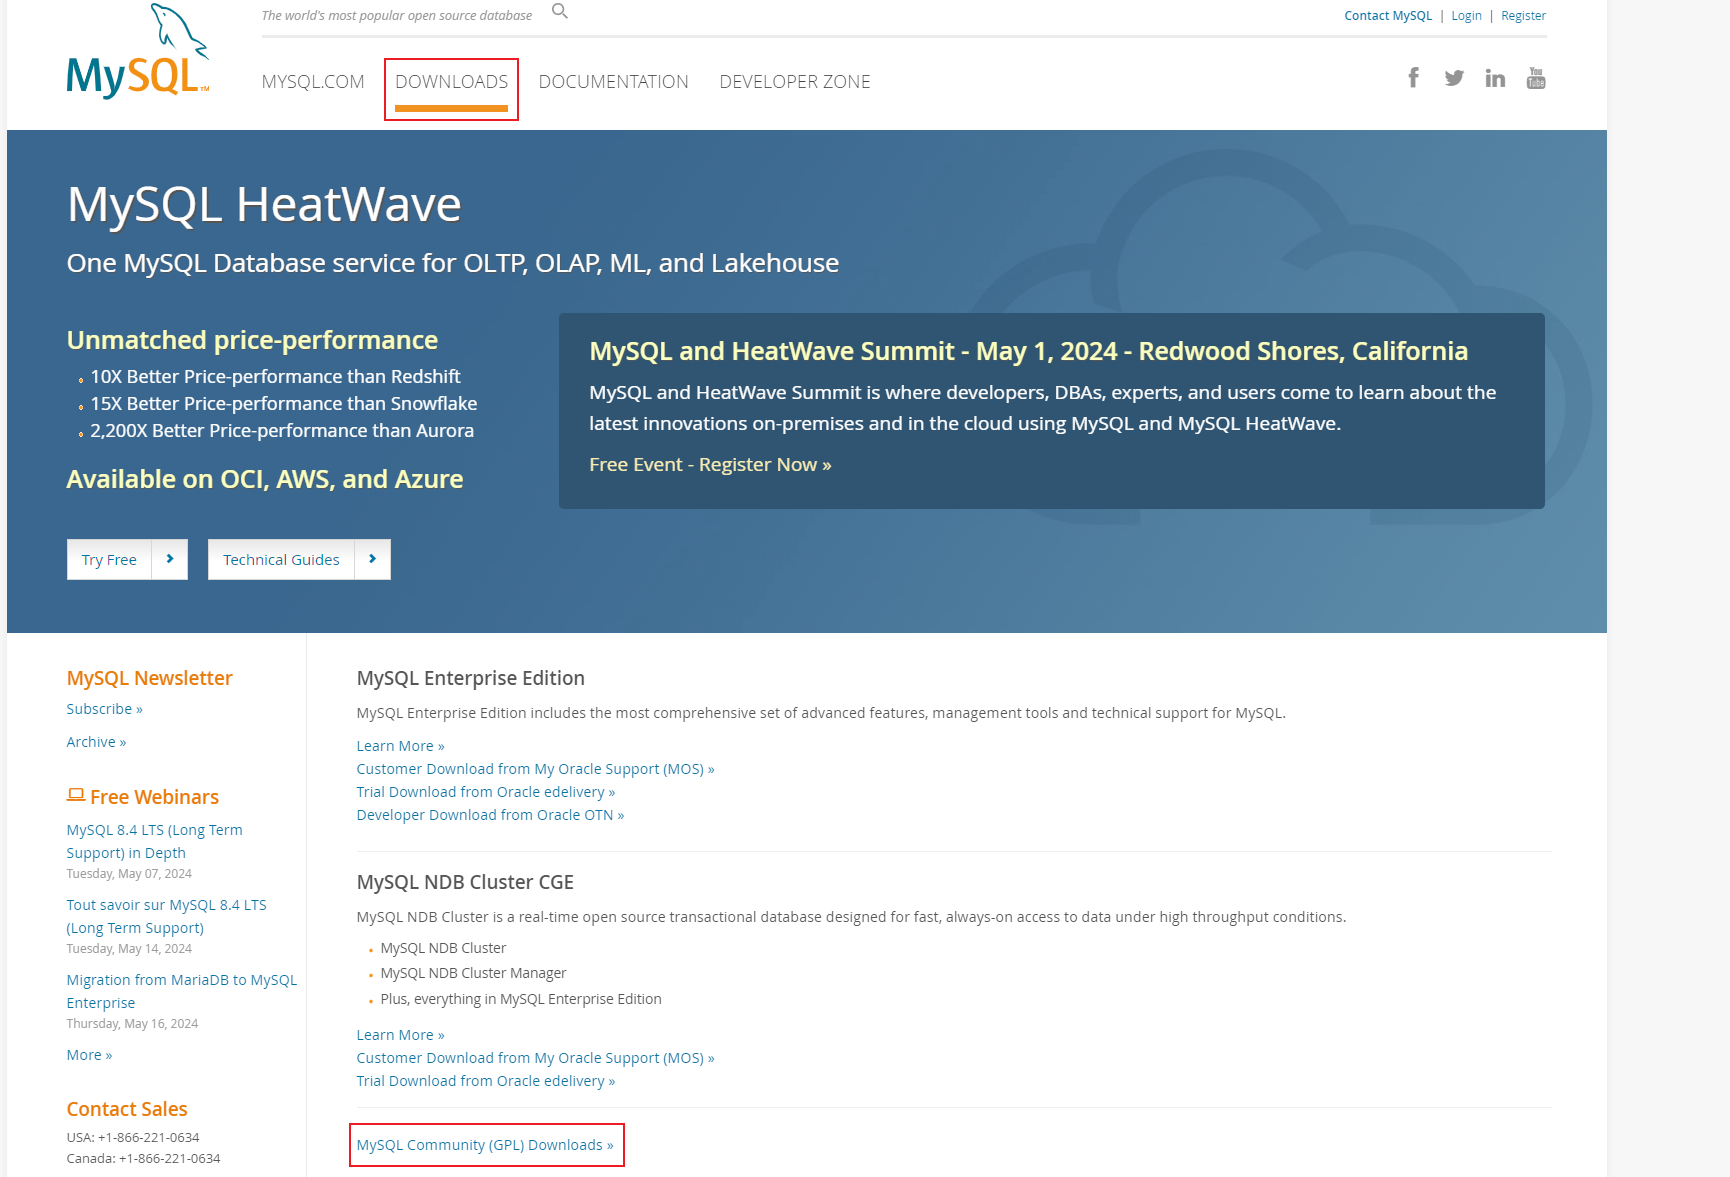 The world's most popular open source database
Contact MySQL | Login | Register
MySQL™
MYSQL.COM
DOWNLOADS
DOCUMENTATION
DEVELOPER ZONE
You Tube
MySQL HeatWave
One MySQL Database service for OLTP, OLAP, ML, and Lakehouse
Unmatched price-performance
10X Better Price-performance than Redshift
15X Better Price-performance than Snowflake
2,200X Better Price-performance than Aurora
Available on OCI, AWS, and Azure
MySQL and HeatWave Summit - May 1, 2024 - Redwood Shores, California
MySQL and HeatWave Summit is where developers, DBAs, experts, and users come to learn about the
latest innovations on-premises and in the cloud using MySQL and MySQL HeatWave.
Free Event - Register Now »
Try Free
Technical Guides
MySQL Newsletter
Subscribe »
Archive »
Free Webinars
MySQL 8.4 LTS (Long Term
Support) in Depth
Tuesday, May 07, 2024
Tout savoir sur MySQL 8.4 LTS
(Long Term Support)
Tuesday, May 14, 2024
Migration from MariaDB to MySQL
Enterprise
Thursday, May 16, 2024
More »
Contact Sales
USA: +1-866-221-0634
Canada: +1-866-221-0634
MySQL Enterprise Edition
MySQL Enterprise Edition includes the most comprehensive set of advanced features, management tools and technical support for MySQL.
Learn More »
Customer Download from My Oracle Support (MOS) »
Trial Download from Oracle edelivery »
Developer Download from Oracle OTN »
MySQL NDB Cluster CGE
MySQL NDB Cluster is a real-time open source transactional database designed for fast, always-on access to data under high throughput conditions.
MySQL NDB Cluster
MySQL NDB Cluster Manager
Plus, everything in MySQL Enterprise Edition
Learn More »
Customer Download from My Oracle Support (MOS) »
Trial Download from Oracle edelivery »
MySQL Community (GPL) Downloads »